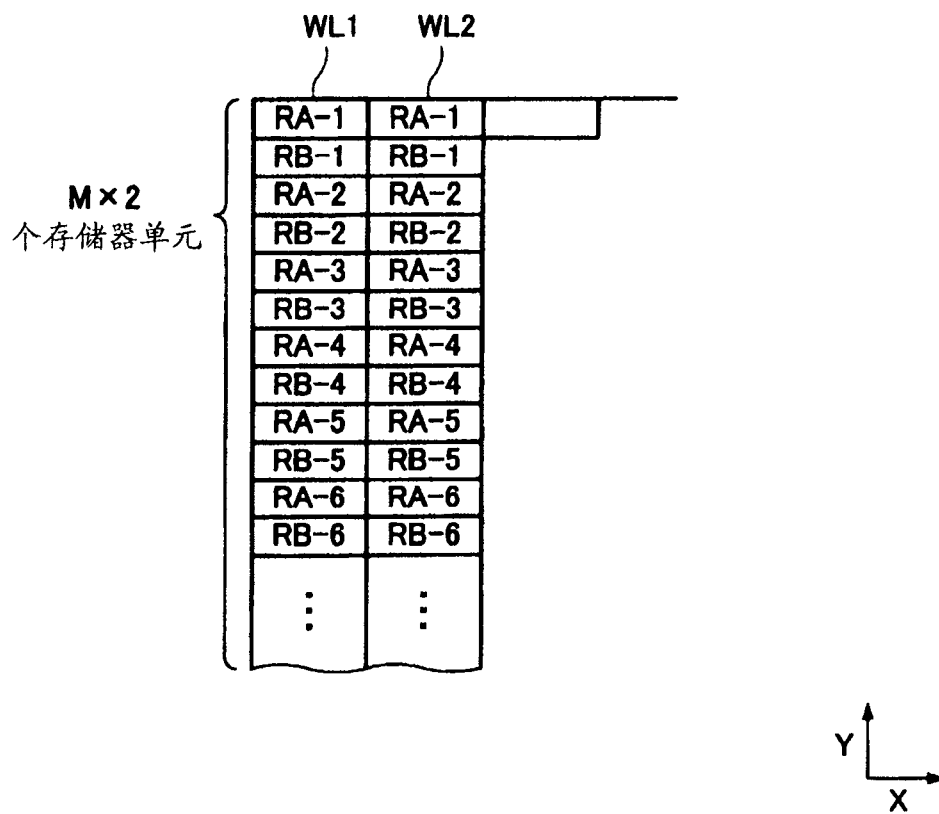 WL1 WL2
RA-1 RA-1
RB-1 RB-1
M×2
个存储器单元
RA-2 RA-2
RB-2 RB-2
RA-3 RA-3
RB-3 RB-3
RA-4 RA-4
RB-4 RB-4
RA-5 RA-5
RB-5 RB-5
RA-6 RA-6
RB-6 RB-6
⋮ ⋮
Y
X